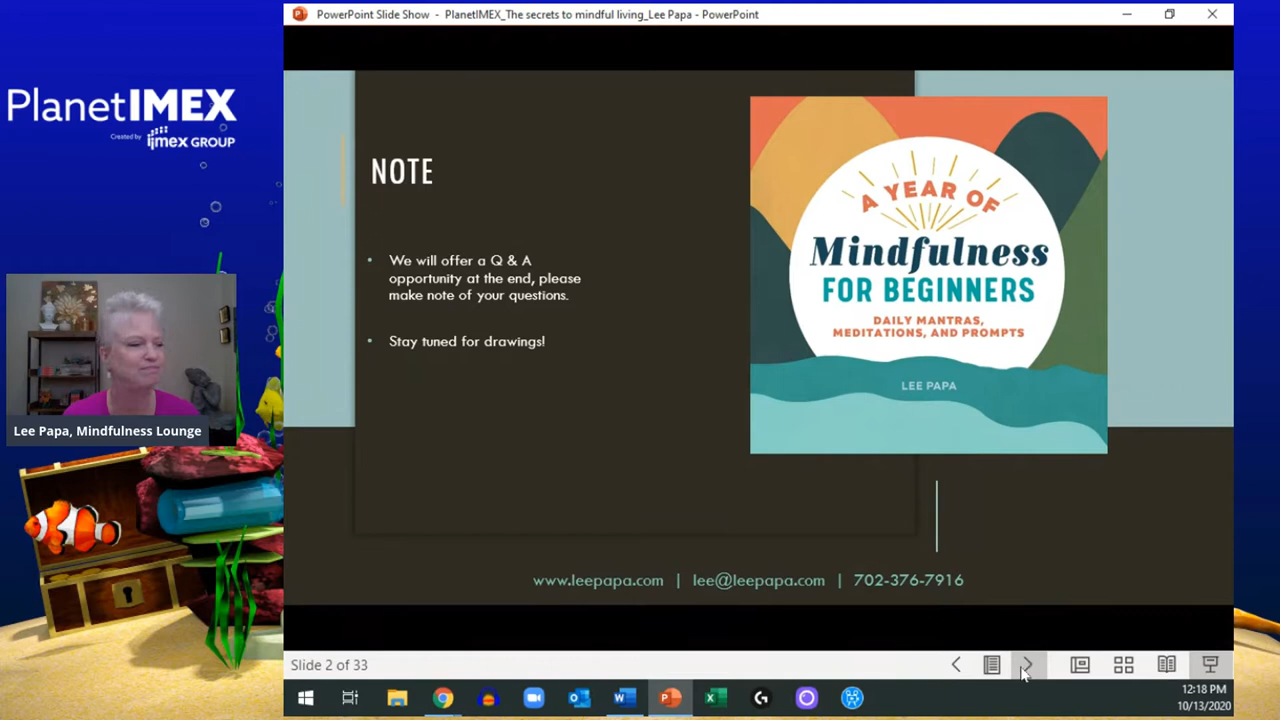 PowerPoint Slide Show - PlanetIMEX_The secrets to mindful living_Lee Papa - PowerPoint
PlanetIMEX
Created by imex GROUP
NOTE
• We will offer a Q & A
opportunity at the end, please
make note of your questions.
• Stay tuned for drawings!
A YEAR OF
Mindfulness
FOR BEGINNERS
DAILY MANTRAS,
MEDITATIONS, AND PROMPTS
LEE PAPA
Lee Papa, Mindfulness Lounge
www.leepapa.com | lee@leepapa.com | 702-376-7916
Slide 2 of 33
12:18 PM
10/13/2020